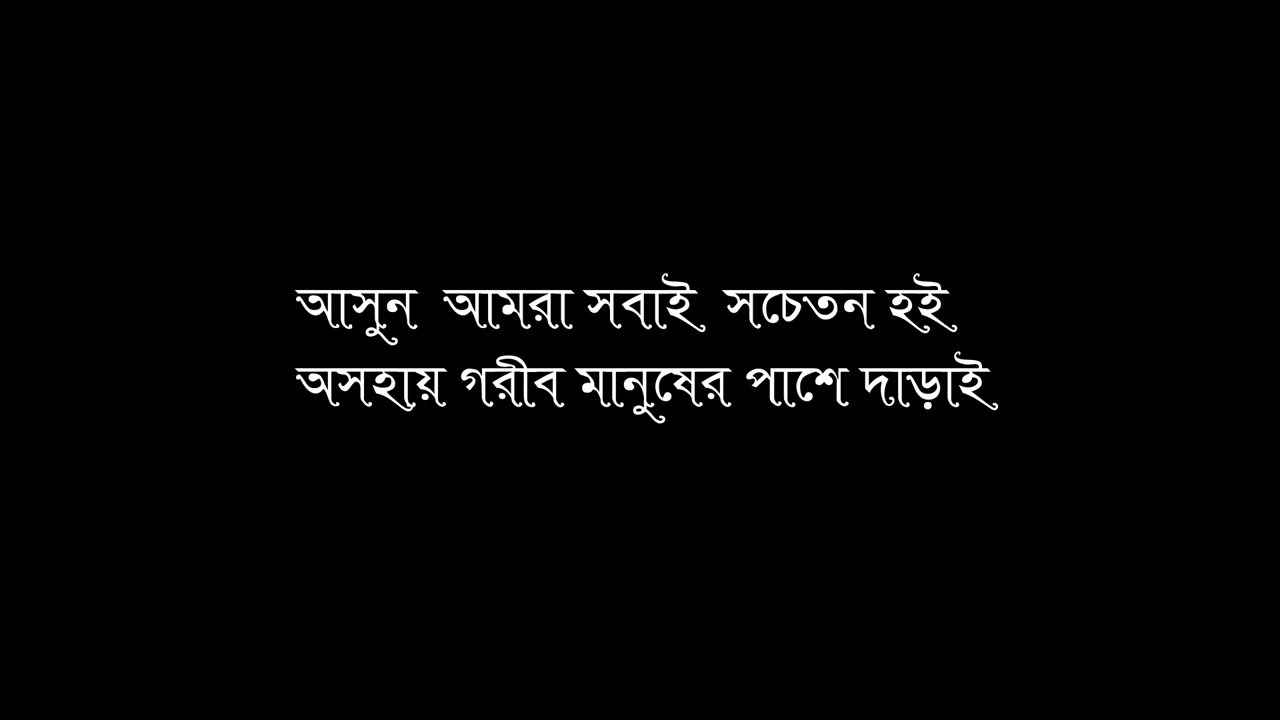 আসুন আমরা সবাই সচেতন হই
অসহায় গরীব মানুষের পাশে দাড়াই